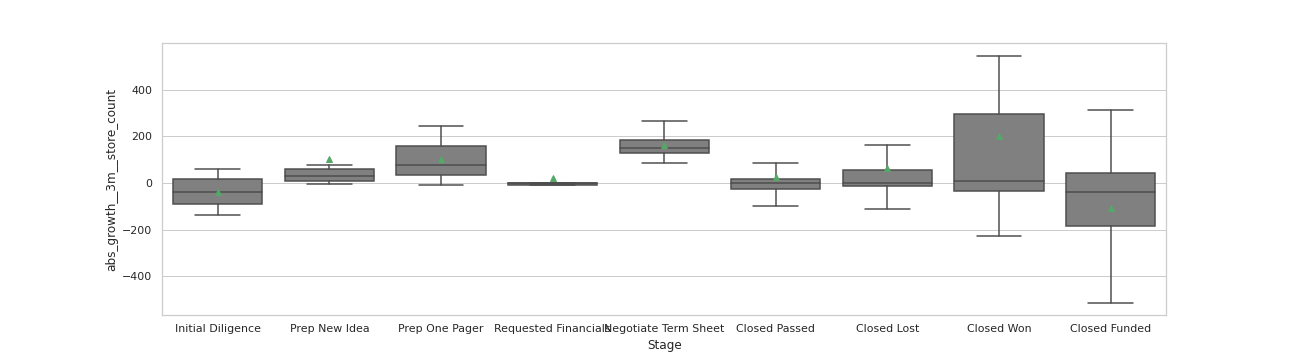 abs_growth__3m__store_count
400
200
0
−200
−400
Initial Diligence Prep New Idea Prep One Pager Requested Financials Negotiate Term Sheet Closed Passed Closed Lost Closed Won Closed Funded
Stage